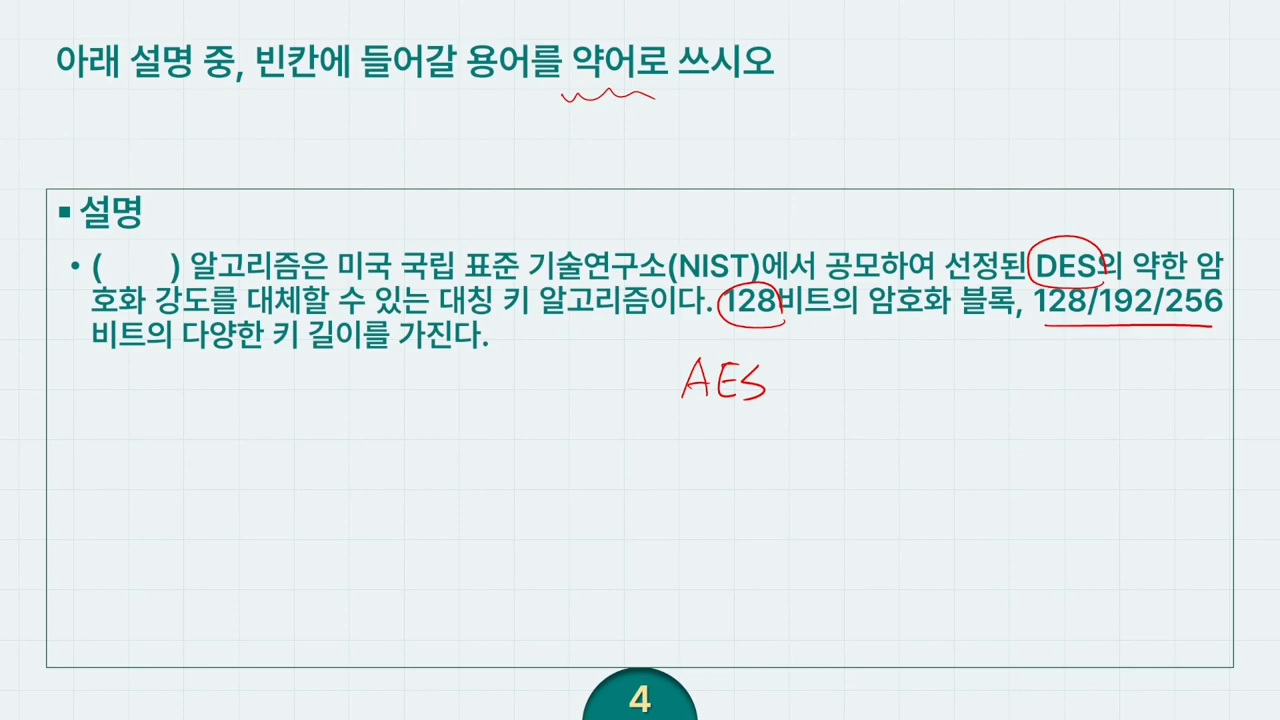 아래 설명 중, 빈칸에 들어갈 용어를 약어로 쓰시오
▪ 설명
• (      ) 알고리즘은 미국 국립 표준 기술연구소(NIST)에서 공모하여 선정된 DES의 약한 암
호화 강도를 대체할 수 있는 대칭 키 알고리즘이다. 128비트의 암호화 블록, 128/192/256
비트의 다양한 키 길이를 가진다.
AES
4